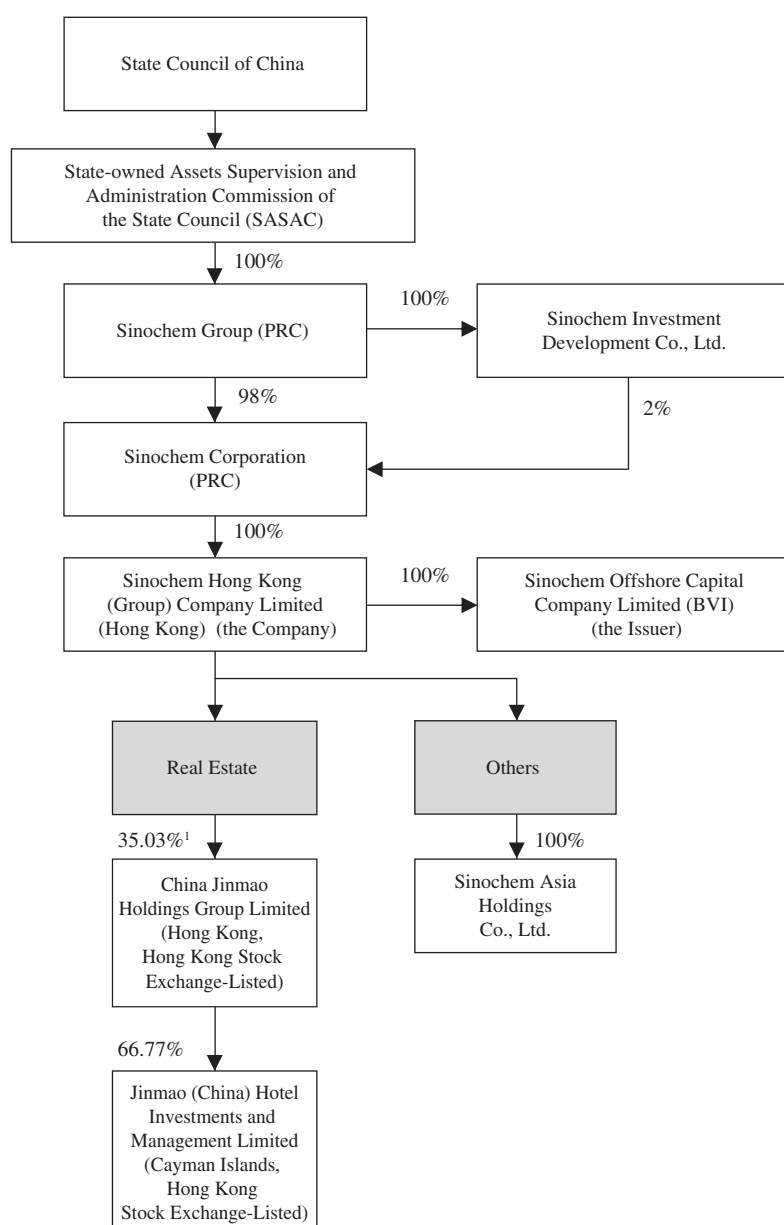 State Council of China
State-owned Assets Supervision and
Administration Commission of
the State Council (SASAC)
100%
Sinochem Group (PRC)
100%
Sinochem Investment
Development Co., Ltd.
98%
2%
Sinochem Corporation
(PRC)
100%
Sinochem Hong Kong
(Group) Company Limited
(Hong Kong) (the Company)
100%
Sinochem Offshore Capital
Company Limited (BVI)
(the Issuer)
Real Estate
Others
35.03%¹
100%
China Jinmao
Holdings Group Limited
(Hong Kong,
Hong Kong Stock
Exchange-Listed)
Sinochem Asia
Holdings
Co., Ltd.
66.77%
Jinmao (China) Hotel
Investments and
Management Limited
(Cayman Islands,
Hong Kong
Stock Exchange-Listed)